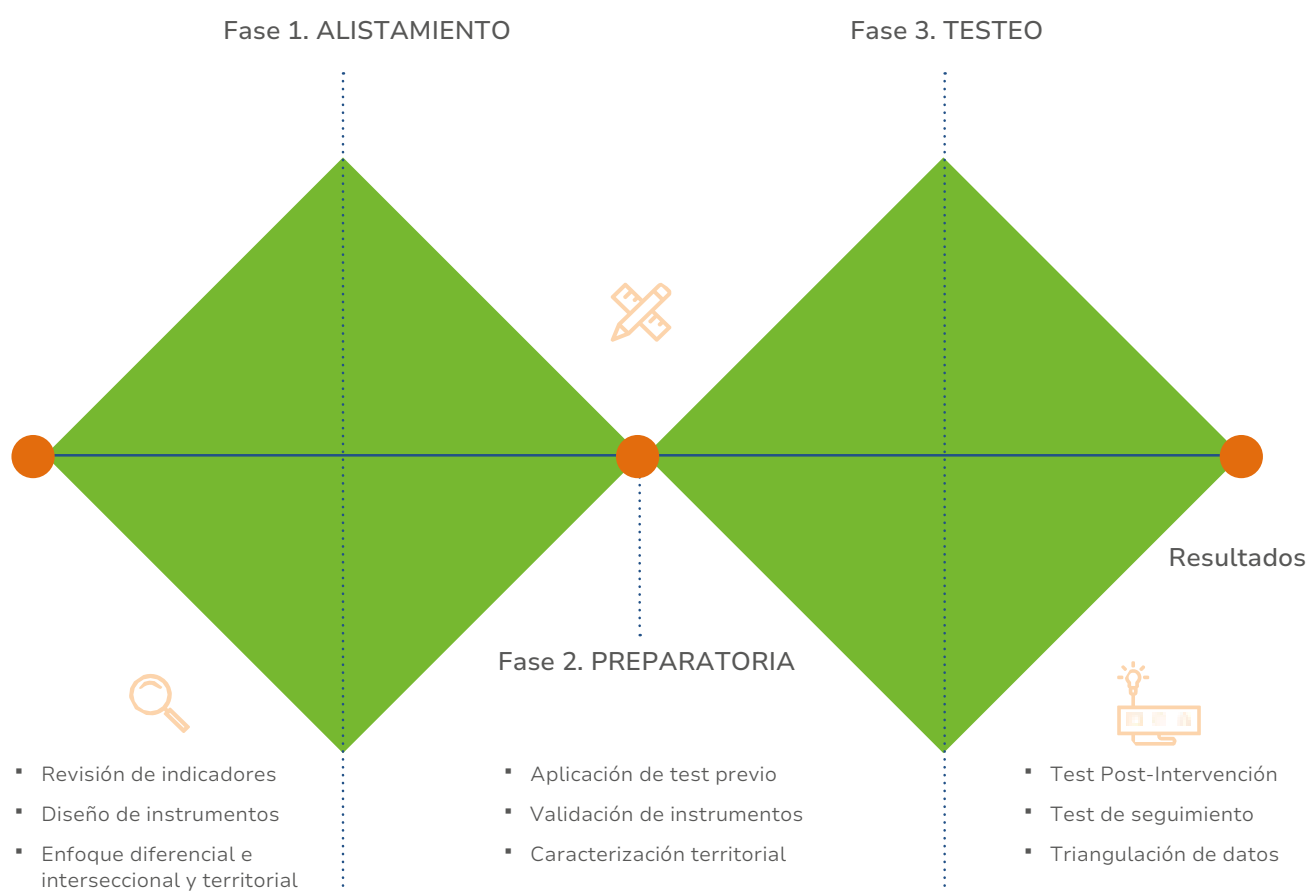 Fase 1. ALISTAMIENTO
Fase 3. TESTEO
Resultados
Fase 2. PREPARATORIA
▪ Revisión de indicadores
▪ Diseño de instrumentos
▪ Enfoque diferencial e
interseccional y territorial
▪ Aplicación de test previo
▪ Validación de instrumentos
▪ Caracterización territorial
▪ Test Post-Intervención
▪ Test de seguimiento
▪ Triangulación de datos